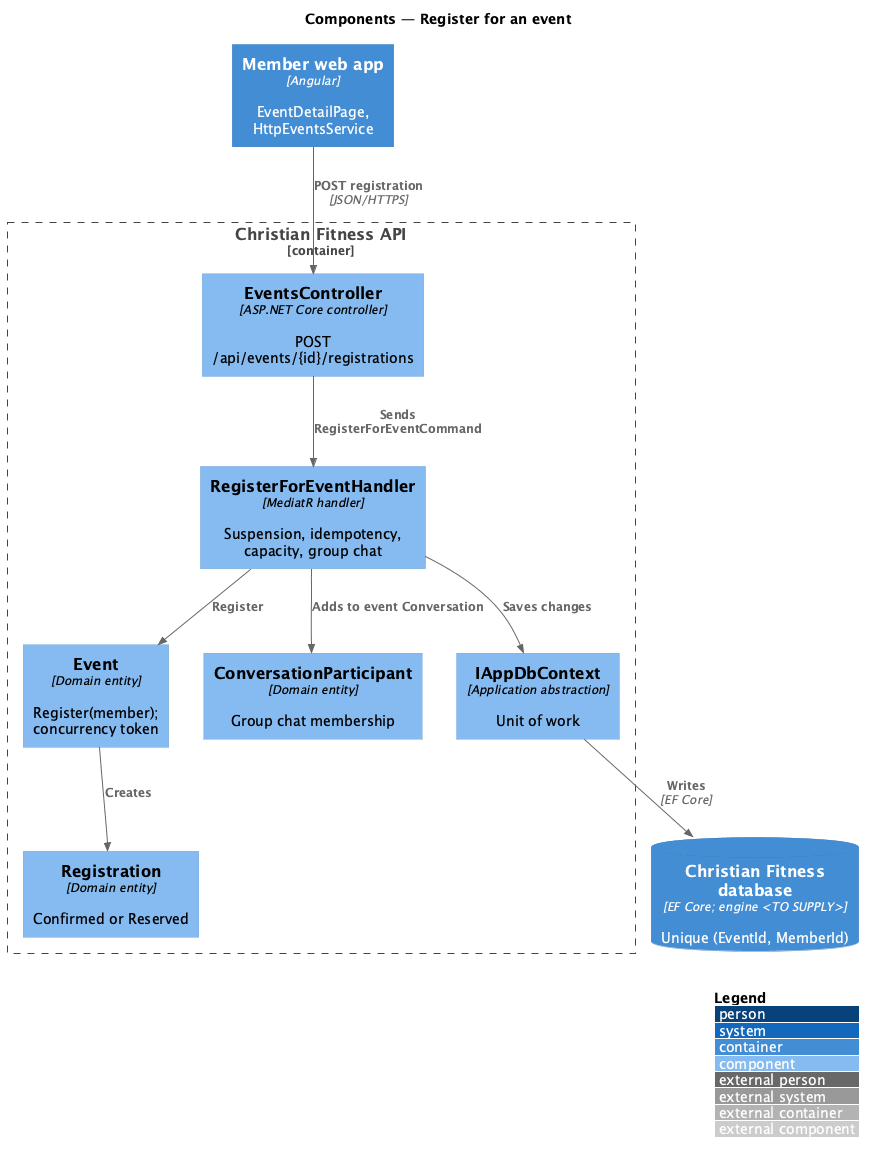 Components — Register for an event
Member web app
[Angular]
EventDetailPage,
HttpEventsService
POST registration
[JSON/HTTPS]
Christian Fitness API
[container]
EventsController
[ASP.NET Core controller]
POST
/api/events/{id}/registrations
Sends
RegisterForEventCommand
RegisterForEventHandler
[MediatR handler]
Suspension, idempotency,
capacity, group chat
Register
Adds to event Conversation
Saves changes
Event
[Domain entity]
Register(member);
concurrency token
ConversationParticipant
[Domain entity]
Group chat membership
IAppDbContext
[Application abstraction]
Unit of work
Creates
Writes
[EF Core]
Registration
[Domain entity]
Confirmed or Reserved
Christian Fitness
database
[EF Core; engine <TO SUPPLY>]
Unique (EventId, MemberId)
Legend
person
system
container
component
external person
external system
external container
external component